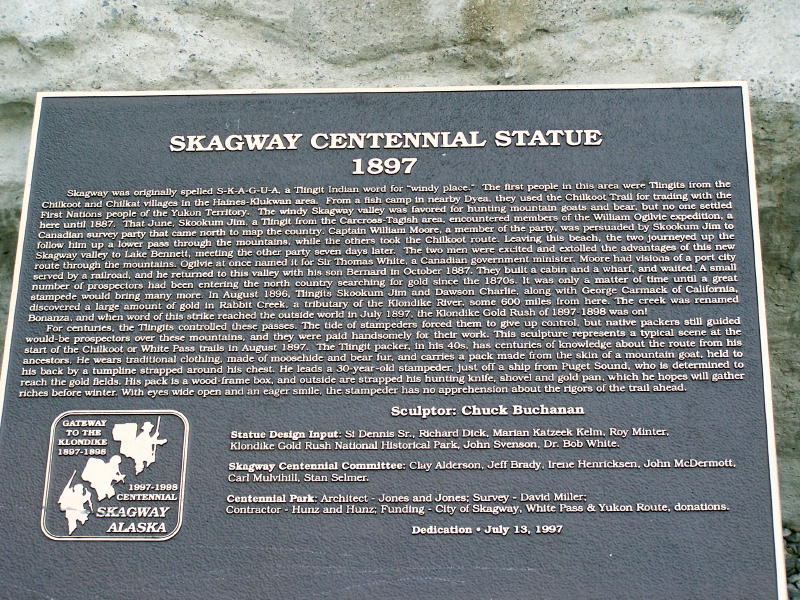 SKAGWAY CENTENNIAL STATUE
1897
Skagway was originally spelled S-K-A-G-U-A, a Tlingit Indian word for "windy place." The first people in this area were Tlingits from the
Chilkoot and Chilkat villages in the Haines-Klukwan area. From a fish camp in nearby Dyea, they used the Chilkoot Trail for trading with the
First Nations people of the Yukon Territory. The windy Skagway valley was favored for hunting mountain goats and bear, but no one settled
here until 1887. That June, Skookum Jim, a Tlingit from the Carcross-Tagish area, encountered members of the William Ogilvie expedition, a
Canadian survey party that came north to map the country. Captain William Moore, a member of the party, was persuaded by Skookum Jim to
follow him up a lower pass through the mountains, while the others took the Chilkoot route. Leaving this beach, the two journeyed up the
Skagway valley to Lake Bennett, meeting the other party seven days later. The two men were excited and extolled the advantages of this new
route through the mountains. Ogilvie at once named it for Sir Thomas White, a Canadian government minister. Moore had visions of a port city
served by a railroad, and he returned to this valley with his son Bernard in October 1887. They built a cabin and a wharf, and waited. A small
number of prospectors had been entering the north country searching for gold since the 1870s. It was only a matter of time until a great
stampede would bring many more. In August 1896, Tlingits Skookum Jim and Dawson Charlie, along with George Carmack of California,
discovered a large amount of gold in Rabbit Creek, a tributary of the Klondike River, some 600 miles from here. The creek was renamed
Bonanza, and when word of this strike reached the outside world in July 1897, the Klondike Gold Rush of 1897-1898 was on!
For centuries, the Tlingits controlled these passes. The tide of stampeders forced them to give up control, but native packers still guided
would-be prospectors over these mountains, and they were paid handsomely for their work. This sculpture represents a typical scene at the
start of the Chilkoot or White Pass trails in August 1897. The Tlingit packer, in his 40s, has centuries of knowledge about the route from his
ancestors. He wears traditional clothing, made of moosehide and bear fur, and carries a pack made from the skin of a mountain goat, held to
his back by a tumpline strapped around his chest. He leads a 30-year-old stampeder, just off a ship from Puget Sound, who is determined to
reach the gold fields. His pack is a wood-frame box, and outside are strapped his hunting knife, shovel and gold pan, which he hopes will gather
riches before winter. With eyes wide open and an eager smile, the stampeder has no apprehension about the rigors of the trail ahead.
Sculptor: Chuck Buchanan
Statue Design Input: Si Dennis Sr., Richard Dick, Marian Katzeek Kelm, Roy Minter,
Klondike Gold Rush National Historical Park, John Svenson, Dr. Bob White.
Skagway Centennial Committee: Clay Alderson, Jeff Brady, Irene Henricksen, John McDermott,
Carl Mulvihill, Stan Selmer.
Centennial Park: Architect - Jones and Jones; Survey - David Miller;
Contractor - Hunz and Hunz; Funding - City of Skagway, White Pass & Yukon Route, donations.
Dedication • July 13, 1997
GATEWAY
TO THE
KLONDIKE
1897-1898
1997-1998
CENTENNIAL
SKAGWAY
ALASKA